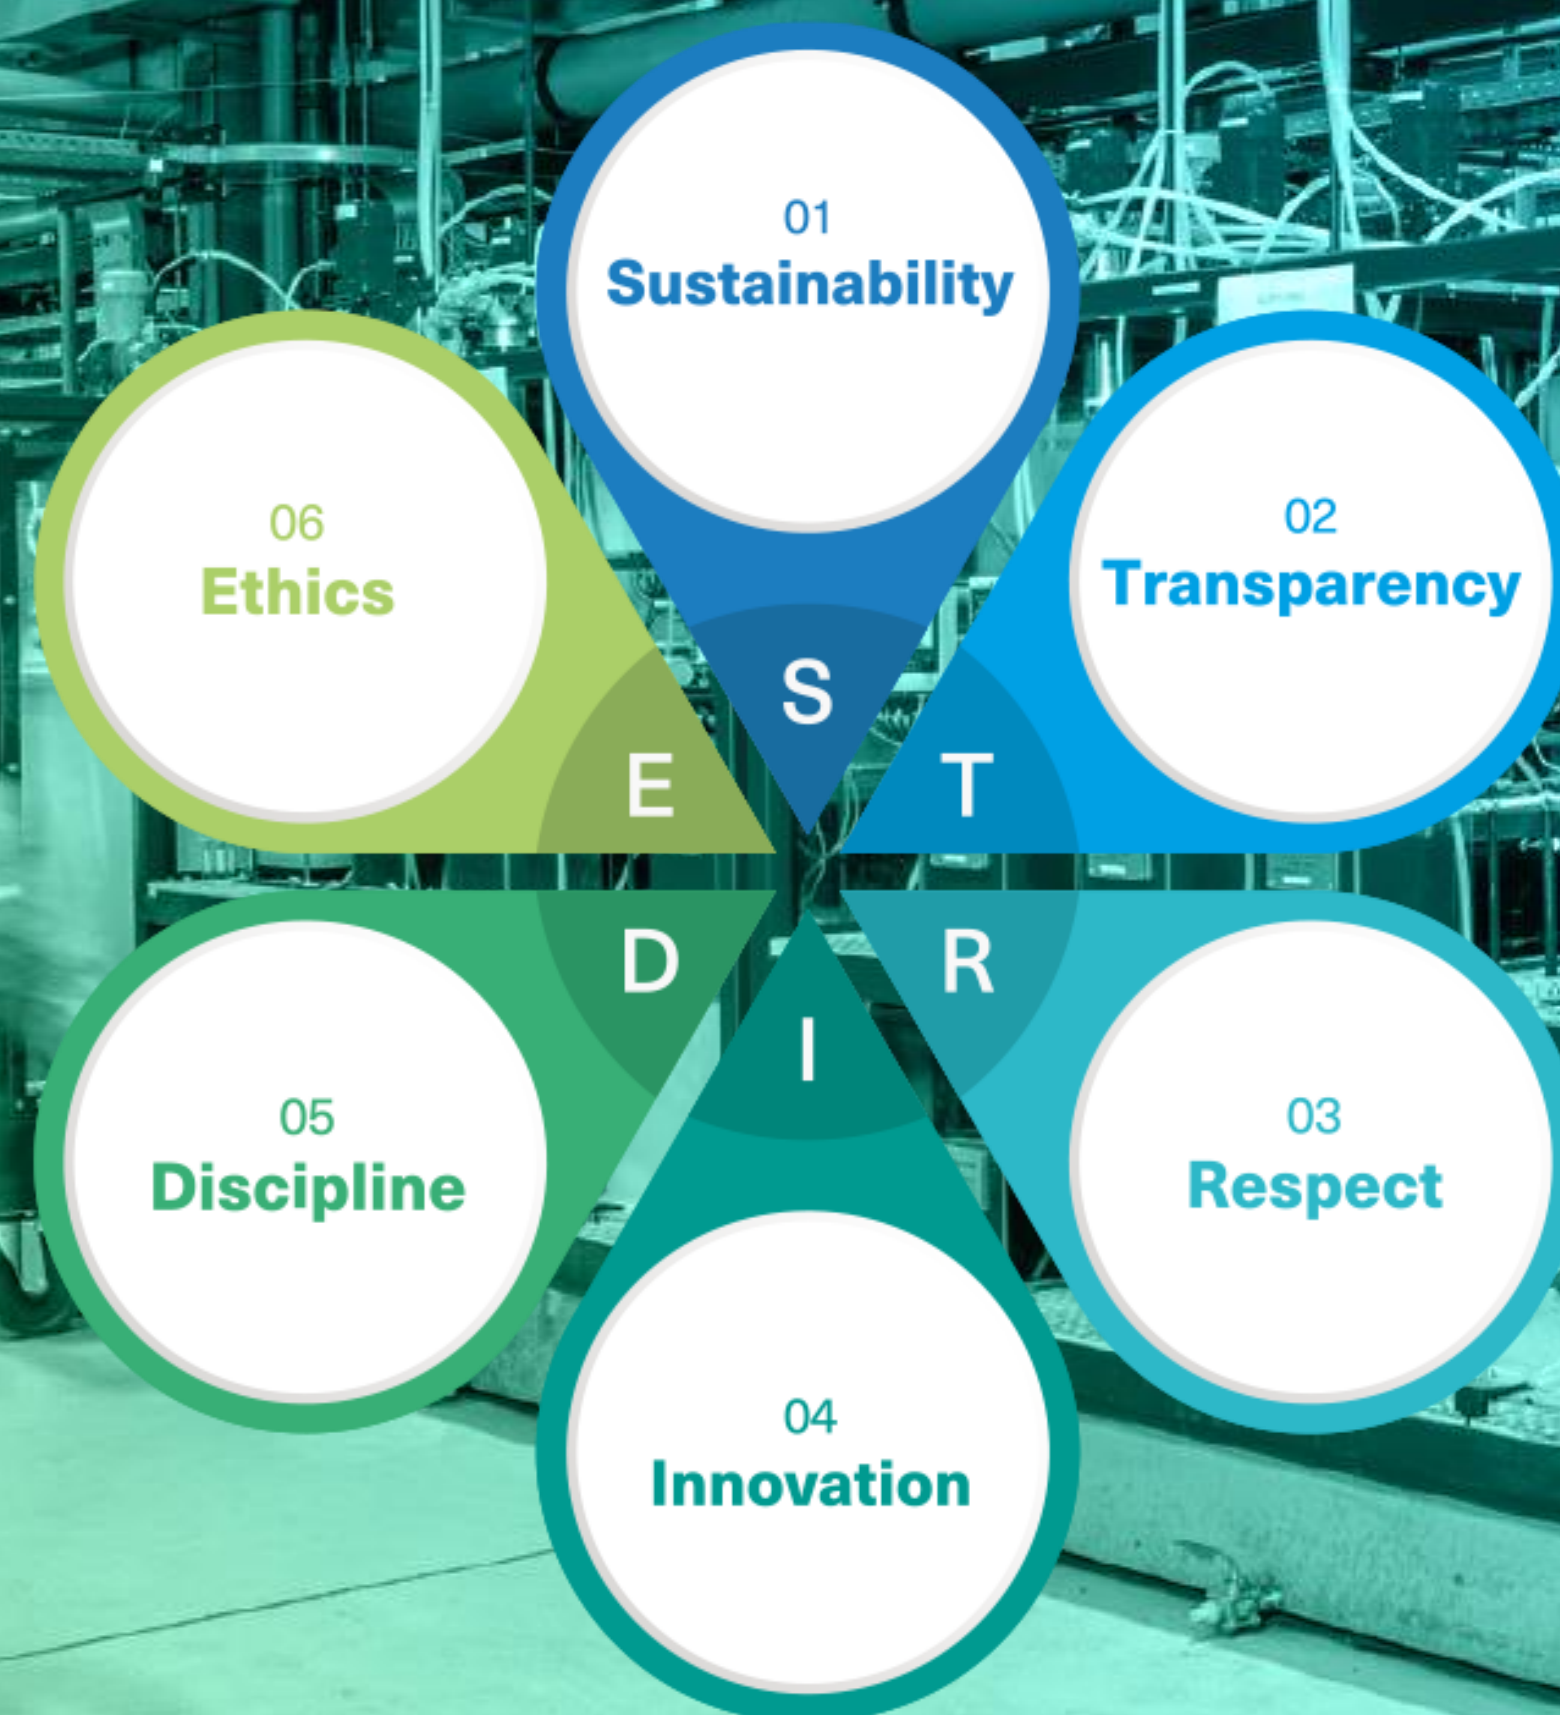 01
Sustainability
02
Transparency
03
Respect
04
Innovation
05
Discipline
06
Ethics
S
T
R
I
D
E